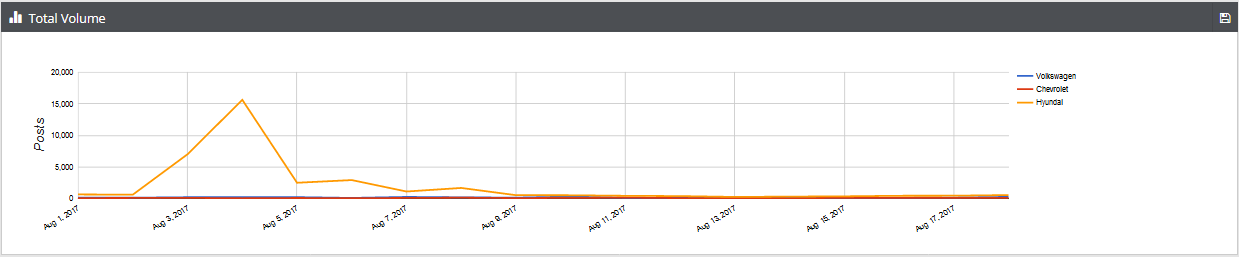 Total Volume
20,000
15,000
10,000
5,000
0
Posts
Aug 1, 2017
Aug 3, 2017
Aug 5, 2017
Aug 7, 2017
Aug 9, 2017
Aug 11, 2017
Aug 13, 2017
Aug 15, 2017
Aug 17, 2017
Volkswagen
Chevrolet
Hyundai